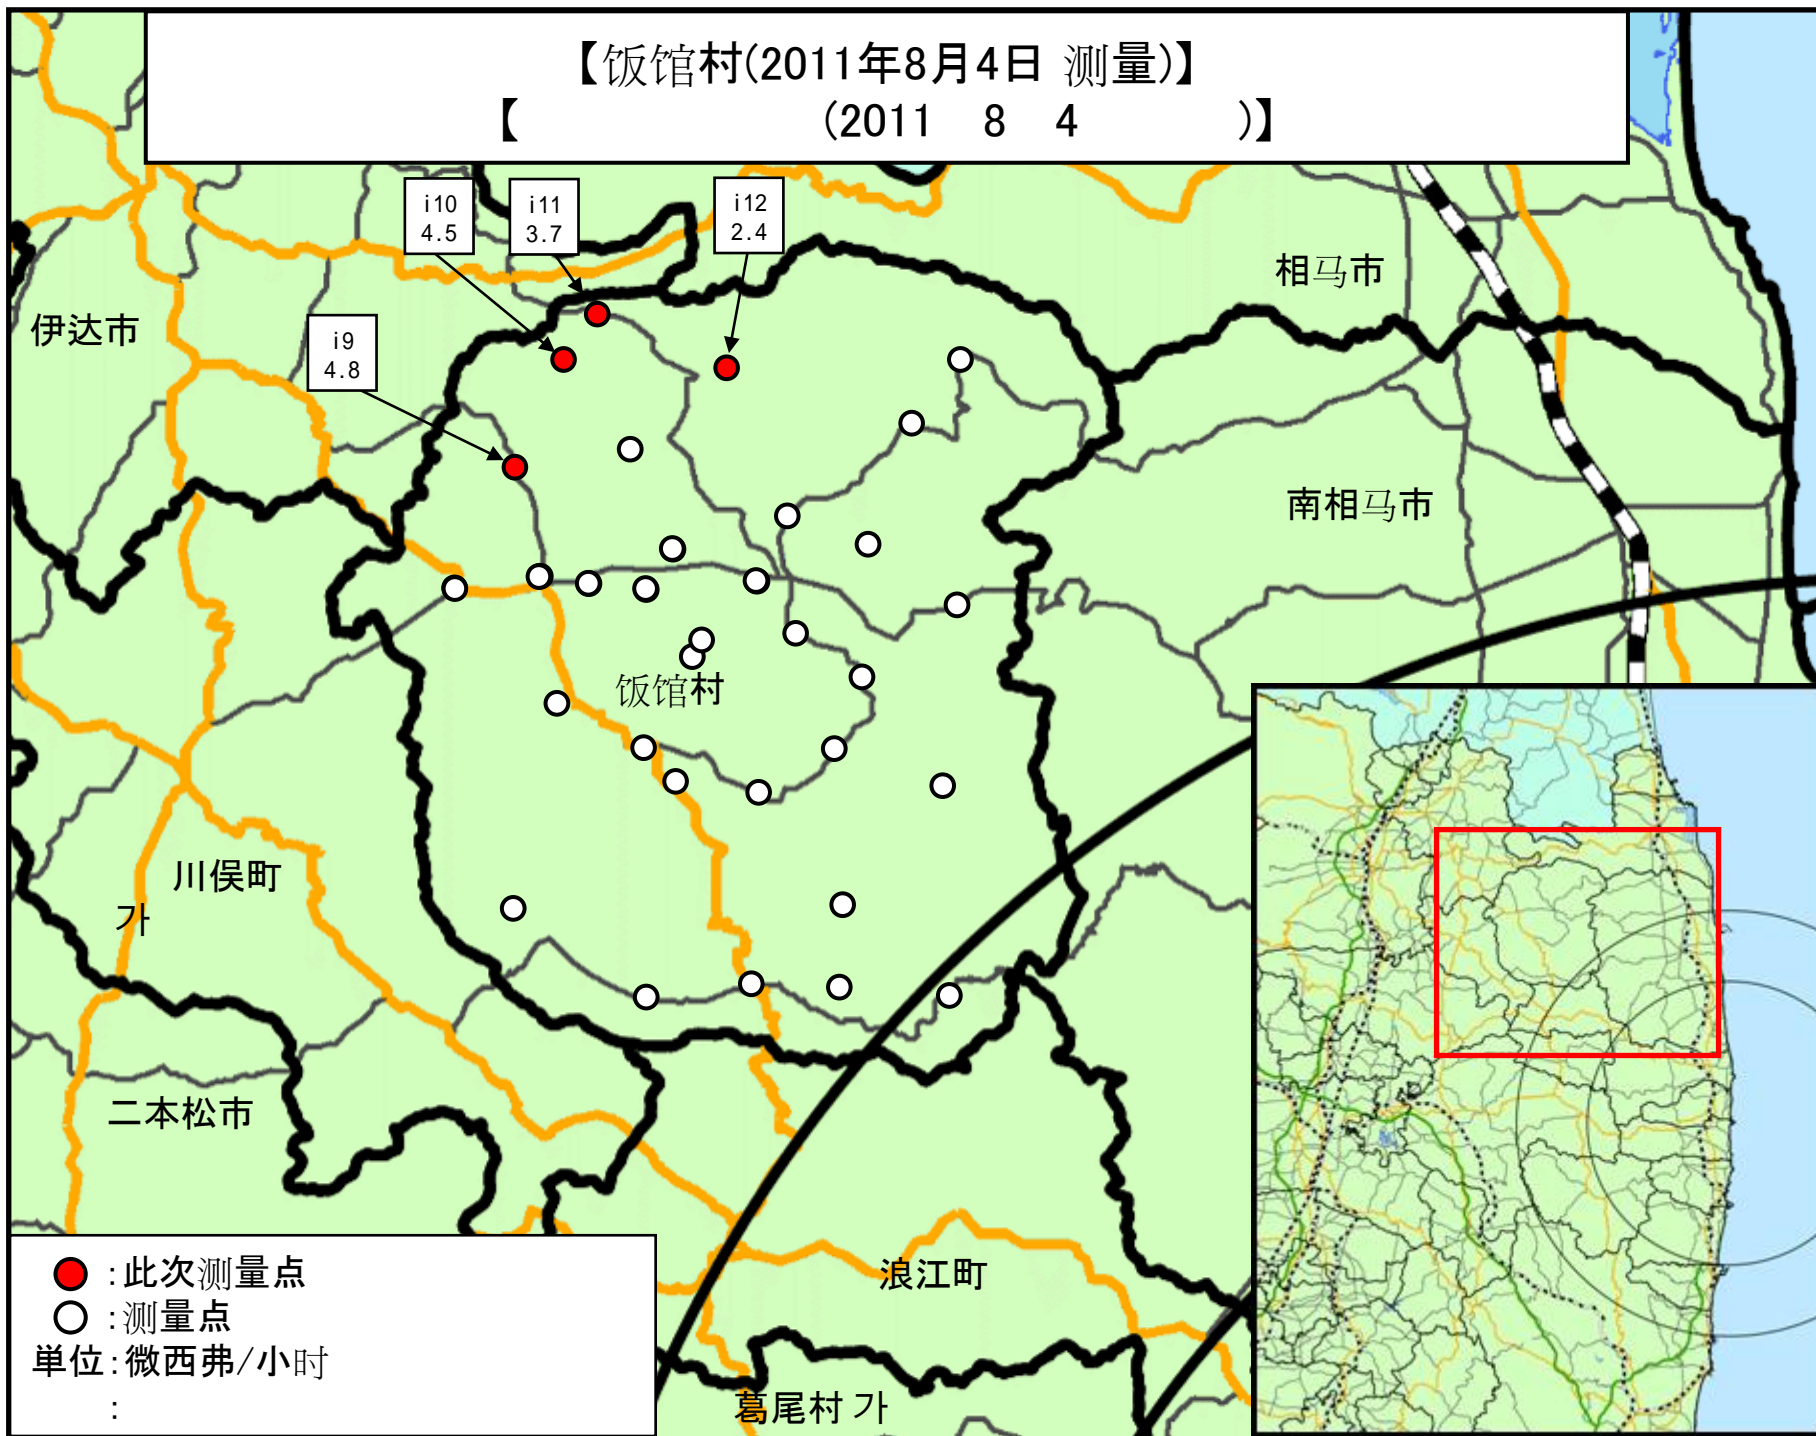 【饭馆村(2011年8月4日 测量)】
【 (2011 8 4 )】
i10
4.5
i11
3.7
i12
2.4
相马市
伊达市
i9
4.8
南相马市
饭馆村
川俣町
가
二本松市
浪江町
葛尾村 가
:此次测量点
:测量点
単位:微西弗/小时
: